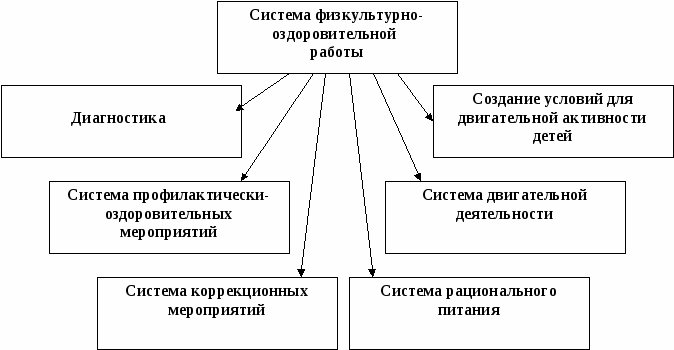 Система физкультурно-
оздоровительной
работы
Диагностика
Создание условий для
двигательной активности
детей
Система профилактически-
оздоровительных
мероприятий
Система двигательной
деятельности
Система коррекционных
мероприятий
Система рационального
питания